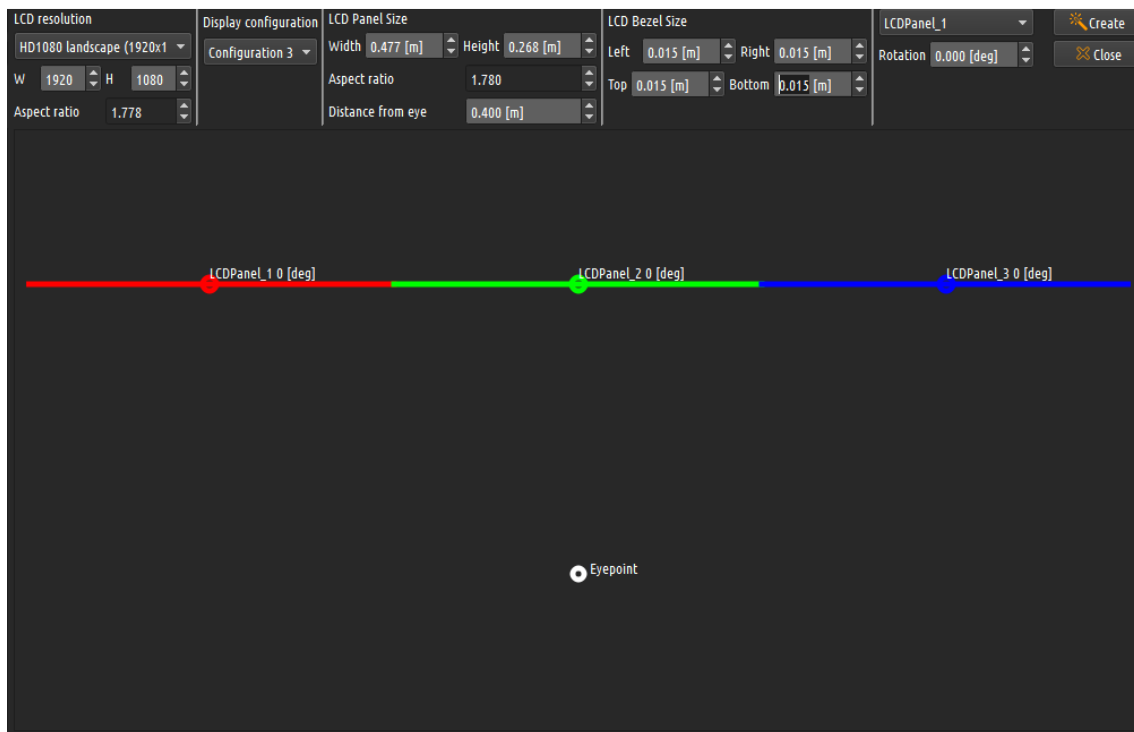 LCD resolution
HD1080 landscape (1920x1
W 1920 H 1080
Aspect ratio 1.778
Display configuration
Configuration 3
LCD Panel Size
Width 0.477 [m] Height 0.268 [m]
Aspect ratio 1.780
Distance from eye 0.400 [m]
LCD Bezel Size
Left 0.015 [m] Right 0.015 [m]
Top 0.015 [m] Bottom 0.015 [m]
LCDPanel_1
Rotation 0.000 [deg]
Create
Close
LCDPanel_1 0 [deg]
LCDPanel_2 0 [deg]
LCDPanel_3 0 [deg]
Eyepoint